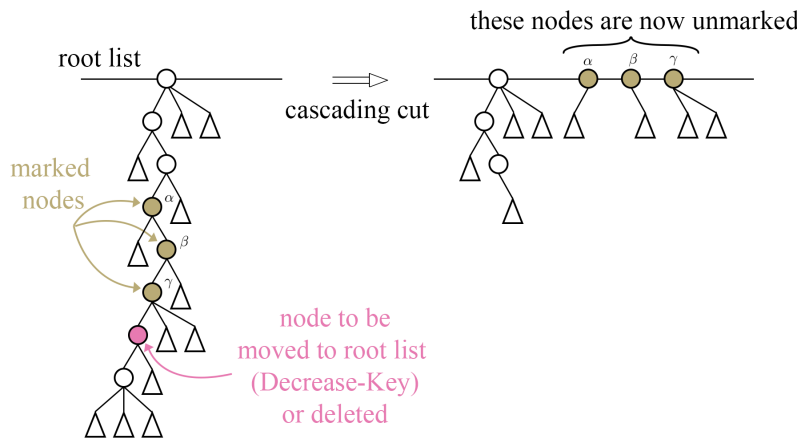 these nodes are now unmarked
root list
α
β
γ
cascading cut
marked
nodes
α
β
γ
node to be
moved to root list
(Decrease-Key)
or deleted